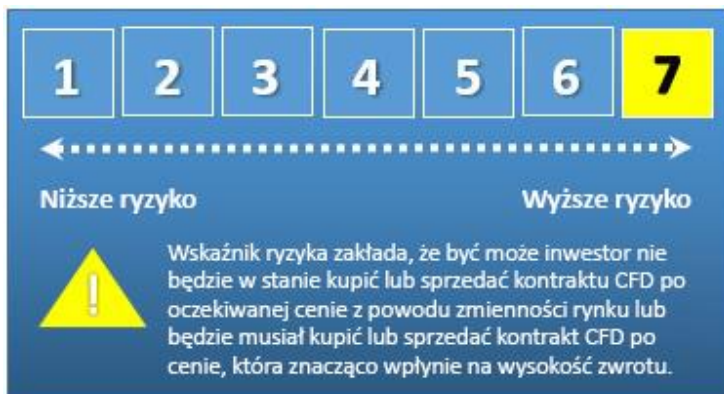 1 2 3 4 5 6 7
Niższe ryzyko Wyższe ryzyko
Wskaźnik ryzyka zakłada, że być może inwestor nie
będzie w stanie kupić lub sprzedać kontraktu CFD po
oczekiwanej cenie z powodu zmienności rynku lub
będzie musiał kupić lub sprzedać kontrakt CFD po
cenie, która znacząco wpłynie na wysokość zwrotu.
!